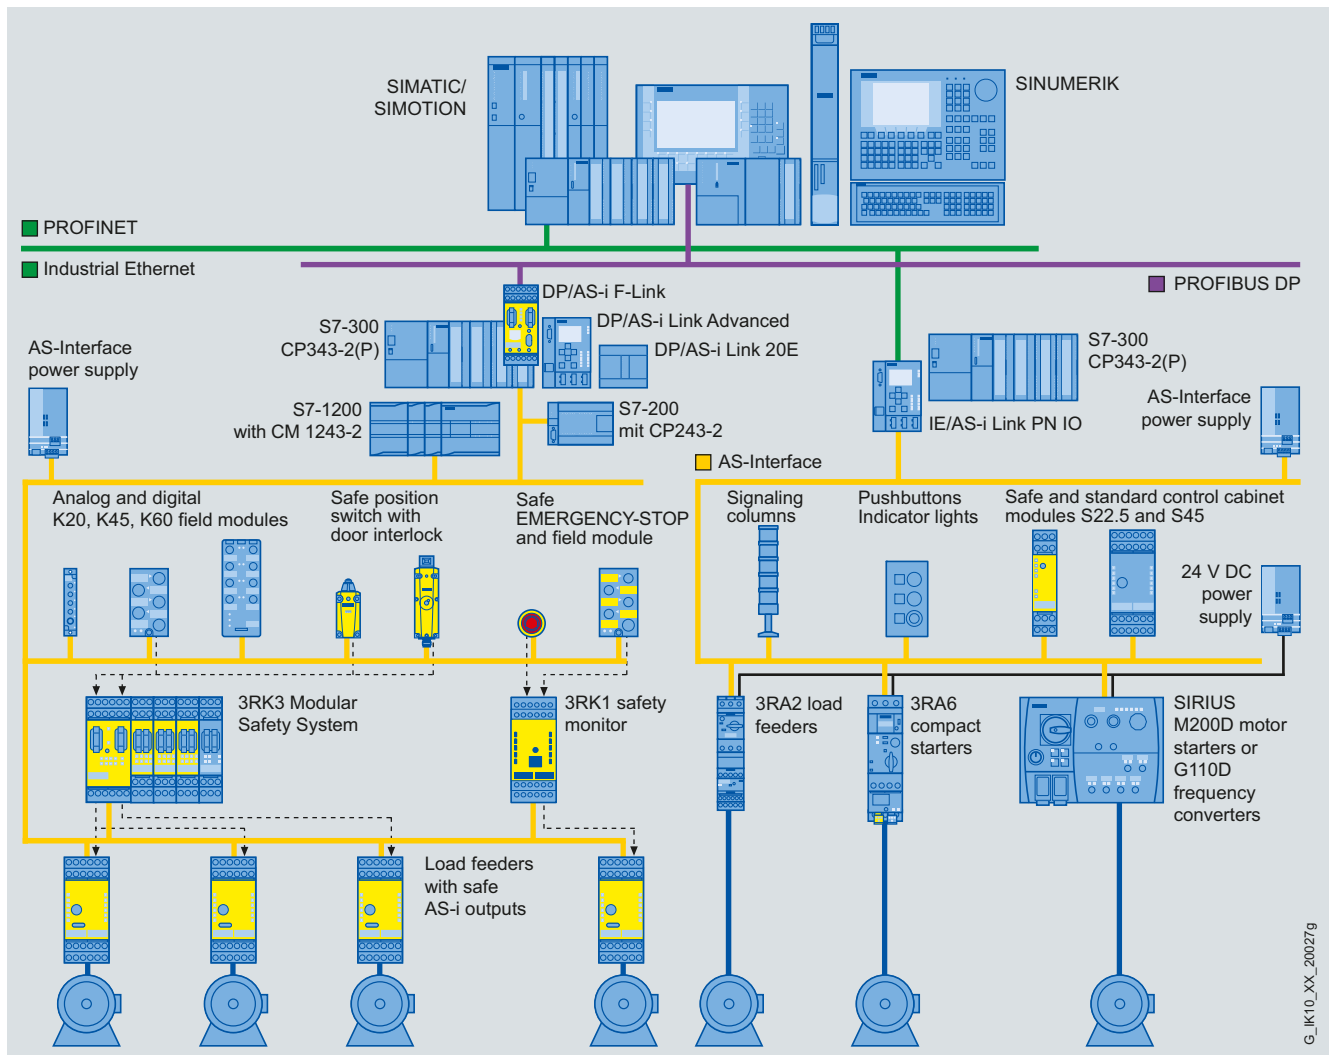 SIMATIC/
SIMOTION
SINUMERIK
PROFINET
Industrial Ethernet
PROFIBUS DP
DP/AS-i F-Link
S7-300
CP343-2(P)
DP/AS-i Link Advanced
DP/AS-i Link 20E
AS-Interface
power supply
S7-1200
with CM 1243-2
S7-200
mit CP243-2
S7-300
CP343-2(P)
IE/AS-i Link PN IO
AS-Interface
power supply
AS-Interface
Analog and digital
K20, K45, K60 field modules
Safe position
switch with
door interlock
Safe
EMERGENCY-STOP
and field module
Signaling
columns
Pushbuttons
Indicator lights
Safe and standard control cabinet
modules S22.5 and S45
24 V DC
power
supply
3RK3 Modular
Safety System
3RK1 safety
monitor
3RA2 load
feeders
3RA6
compact
starters
SIRIUS
M200D motor
starters or
G110D
frequency
converters
Load feeders
with safe
AS-i outputs
G_IK10_XX_20027g